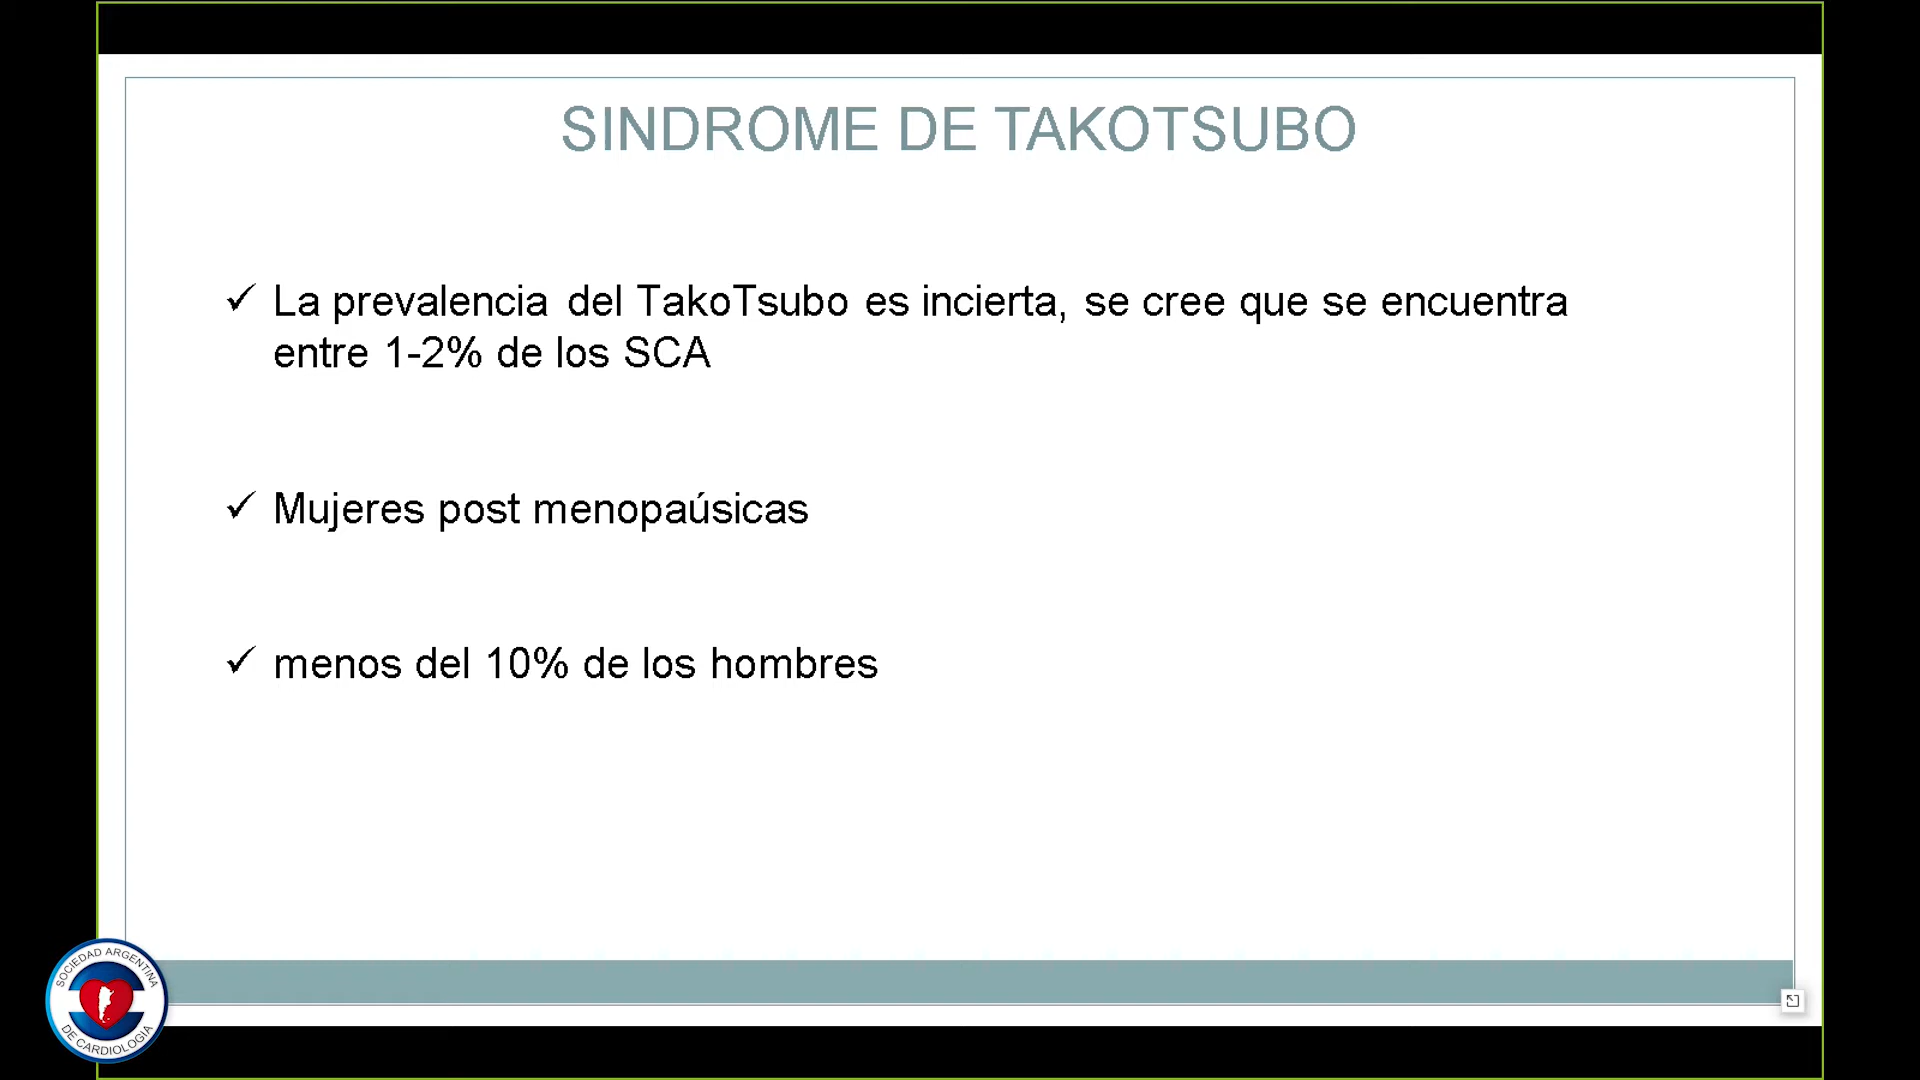 SINDROME DE TAKOTSUBO
✓ La prevalencia del TakoTsubo es incierta, se cree que se encuentra
entre 1-2% de los SCA
✓ Mujeres post menopaúsicas
✓ menos del 10% de los hombres
SOCIEDAD ARGENTINA
DE CARDIOLOGIA